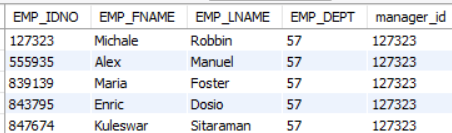 EMP_IDNO EMP_FNAME EMP_LNAME EMP_DEPT manager_id
127323 Michale Robbin 57 127323
555935 Alex Manuel 57 127323
839139 Maria Foster 57 127323
843795 Enric Dosio 57 127323
847674 Kuleswar Sitaraman 57 127323